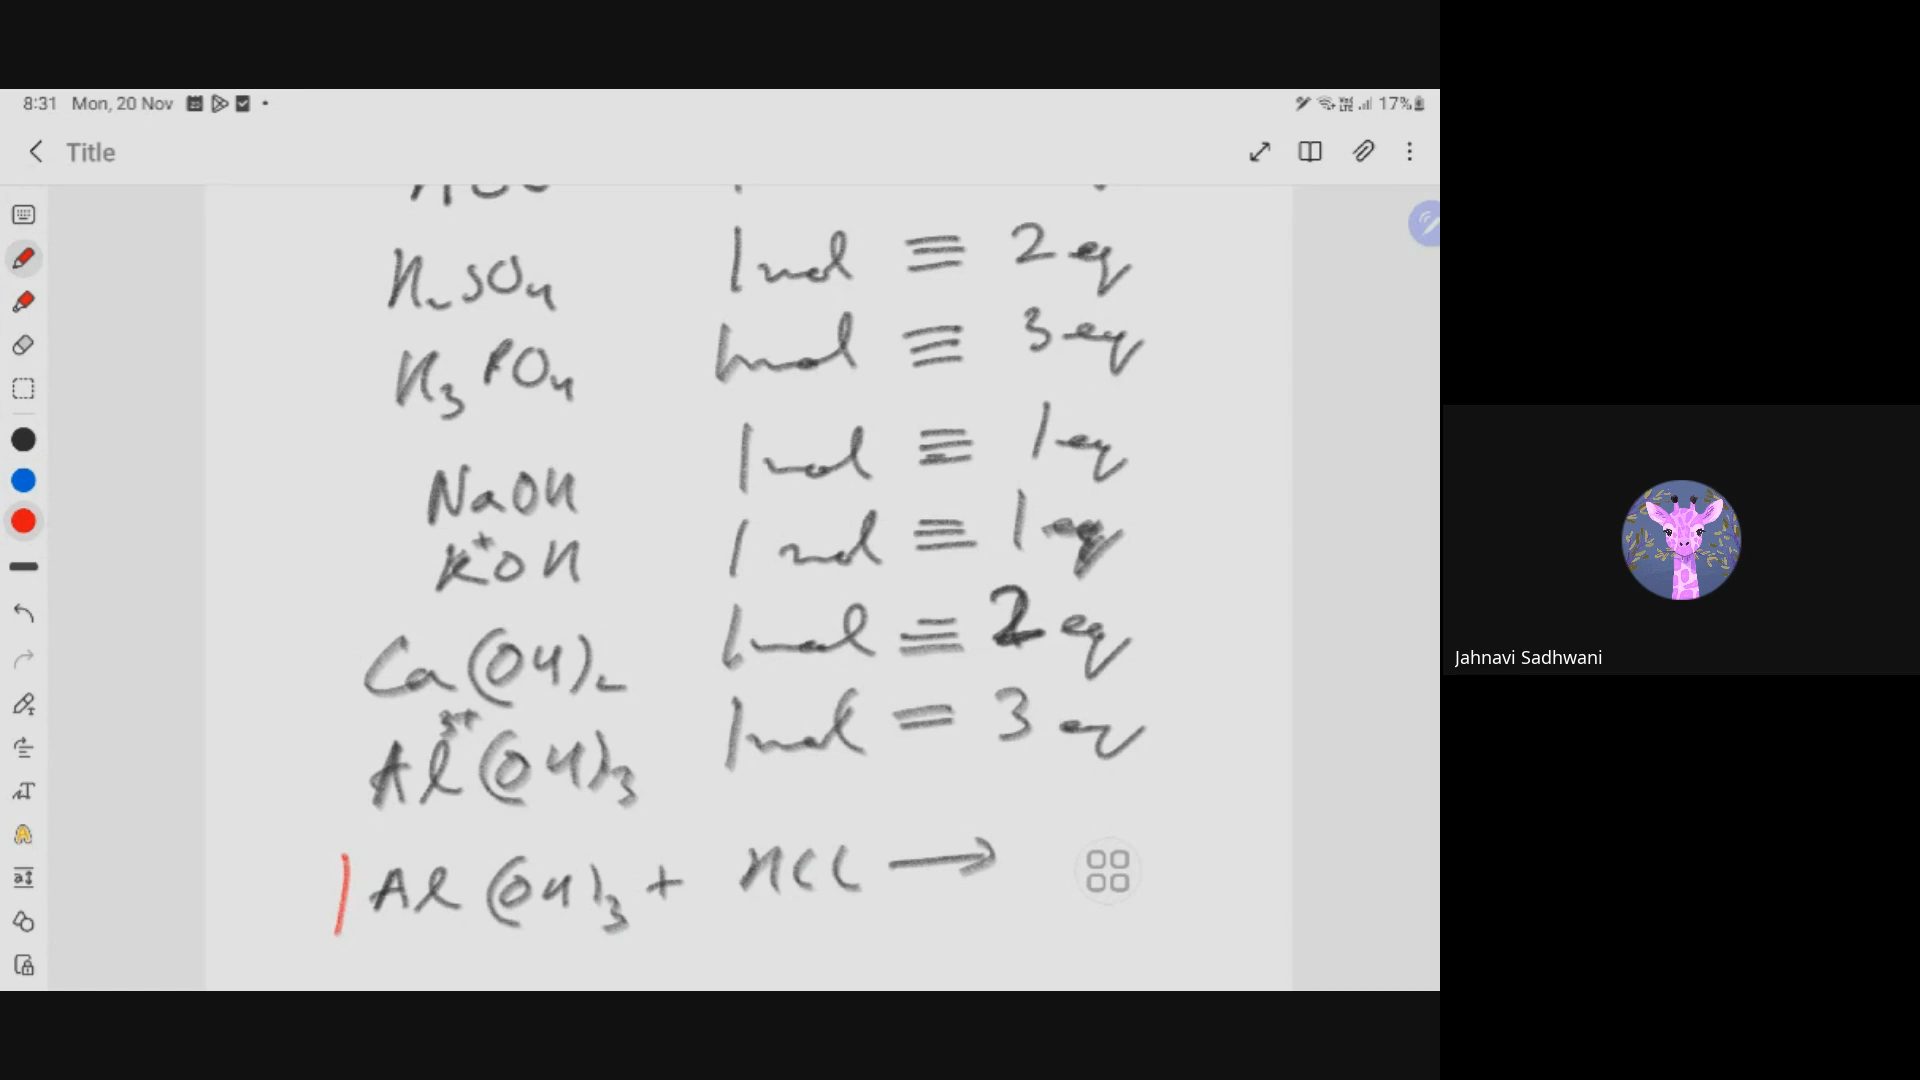 8:31 Mon, 20 Nov 17%
Title
H₂SO₄ 1 mol ≡ 2 eq
H₃PO₄ 1 mol ≡ 3 eq
NaOH 1 mol ≡ 1 eq
K⁺OH 1 mol ≡ 1 eq
Ca(OH)₂ 1 mol ≡ 2 eq
Al³⁺(OH)₃ 1 mol = 3 eq
1 Al(OH)₃ + HCl →
Jahnavi Sadhwani